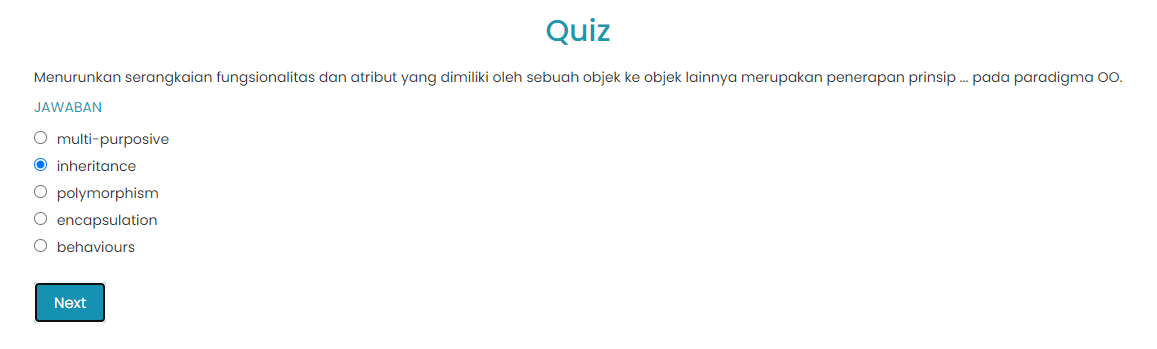 Quiz
Menurunkan serangkaian fungsionalitas dan atribut yang dimiliki oleh sebuah objek ke objek lainnya merupakan penerapan prinsip ... pada paradigma OO.
JAWABAN
multi-purposive
inheritance
polymorphism
encapsulation
behaviours
Next